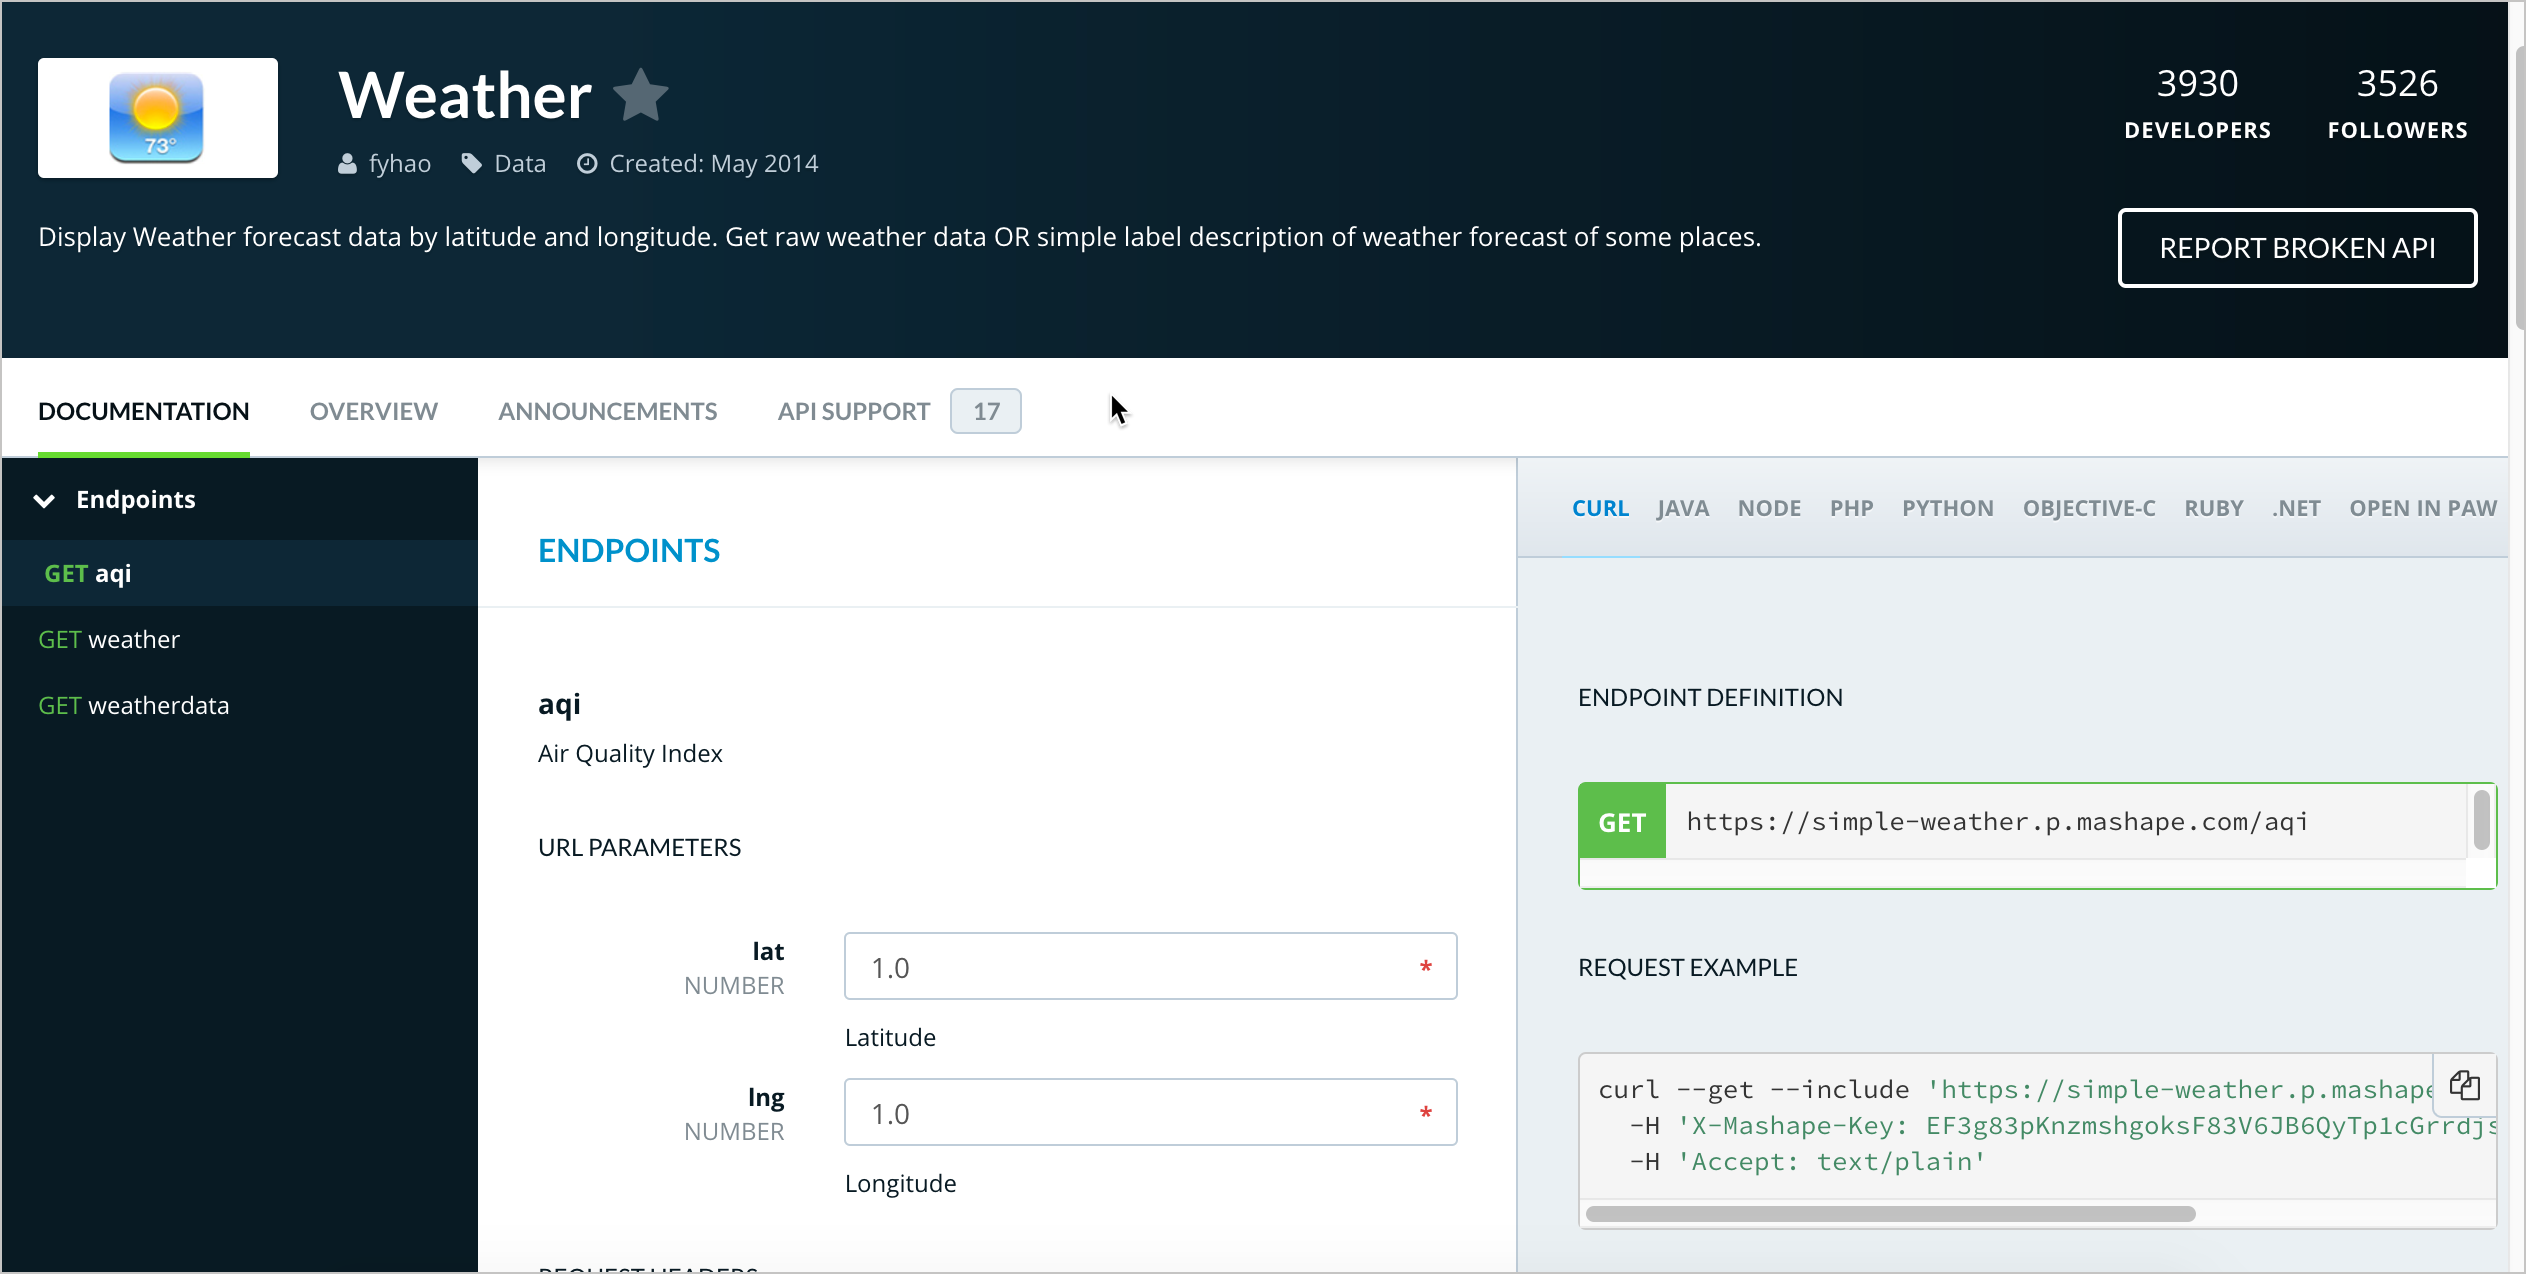 73°
Weather
fyhao Data Created: May 2014
3930 DEVELOPERS
3526 FOLLOWERS
Display Weather forecast data by latitude and longitude. Get raw weather data OR simple label description of weather forecast of some places.
REPORT BROKEN API
DOCUMENTATION OVERVIEW ANNOUNCEMENTS API SUPPORT 17
Endpoints
GET aqi
GET weather
GET weatherdata
ENDPOINTS
aqi
Air Quality Index
URL PARAMETERS
lat 1.0 *
NUMBER
Latitude
lng 1.0 *
NUMBER
Longitude
REQUEST HEADERS
CURL JAVA NODE PHP PYTHON OBJECTIVE-C RUBY .NET OPEN IN PAW
ENDPOINT DEFINITION
GET https://simple-weather.p.mashape.com/aqi
REQUEST EXAMPLE
curl --get --include 'https://simple-weather.p.mashape
-H 'X-Mashape-Key: EF3g83pKnzmshgoksF83V6JB6QyTp1cGrrdjs
-H 'Accept: text/plain'